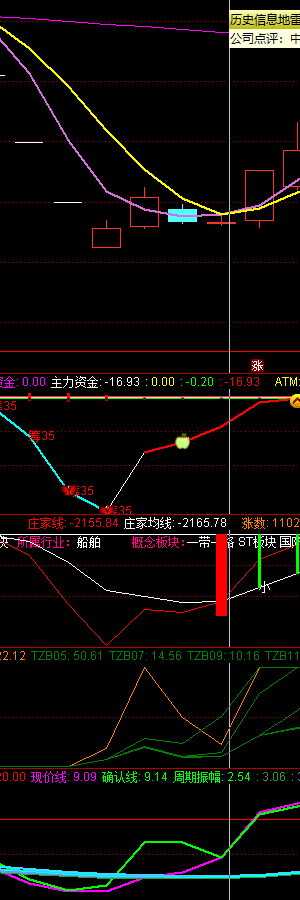 历史信息地雷
公司点评：中
涨
资金: 0.00 主力资金: -16.93 : 0.00 : -0.20 : -16.93 ATM:
筹35
筹35
筹35
筹35
庄家线: -2155.84 庄家均线: -2165.78 涨数: 1102
所属行业: 船舶 概念板块: 一带一路 ST板块 国防
小
22.12 TZB05: 50.61 TZB07: 14.56 TZB09: 10.16 TZB11
20.00 现价线: 9.09 确认线: 9.14 周期振幅: 2.54 : 3.06 :